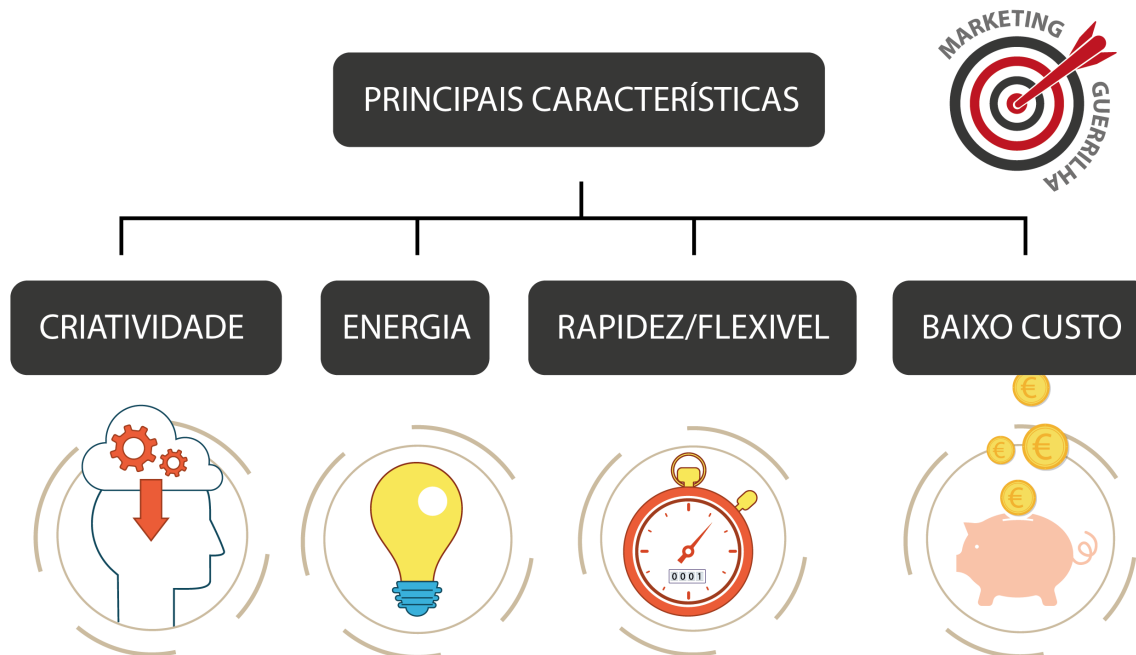 MARKETING
GUERRILHA
PRINCIPAIS CARACTERÍSTICAS
CRIATIVIDADE
ENERGIA
RAPIDEZ/FLEXIVEL
BAIXO CUSTO
€
€
€
€
0001